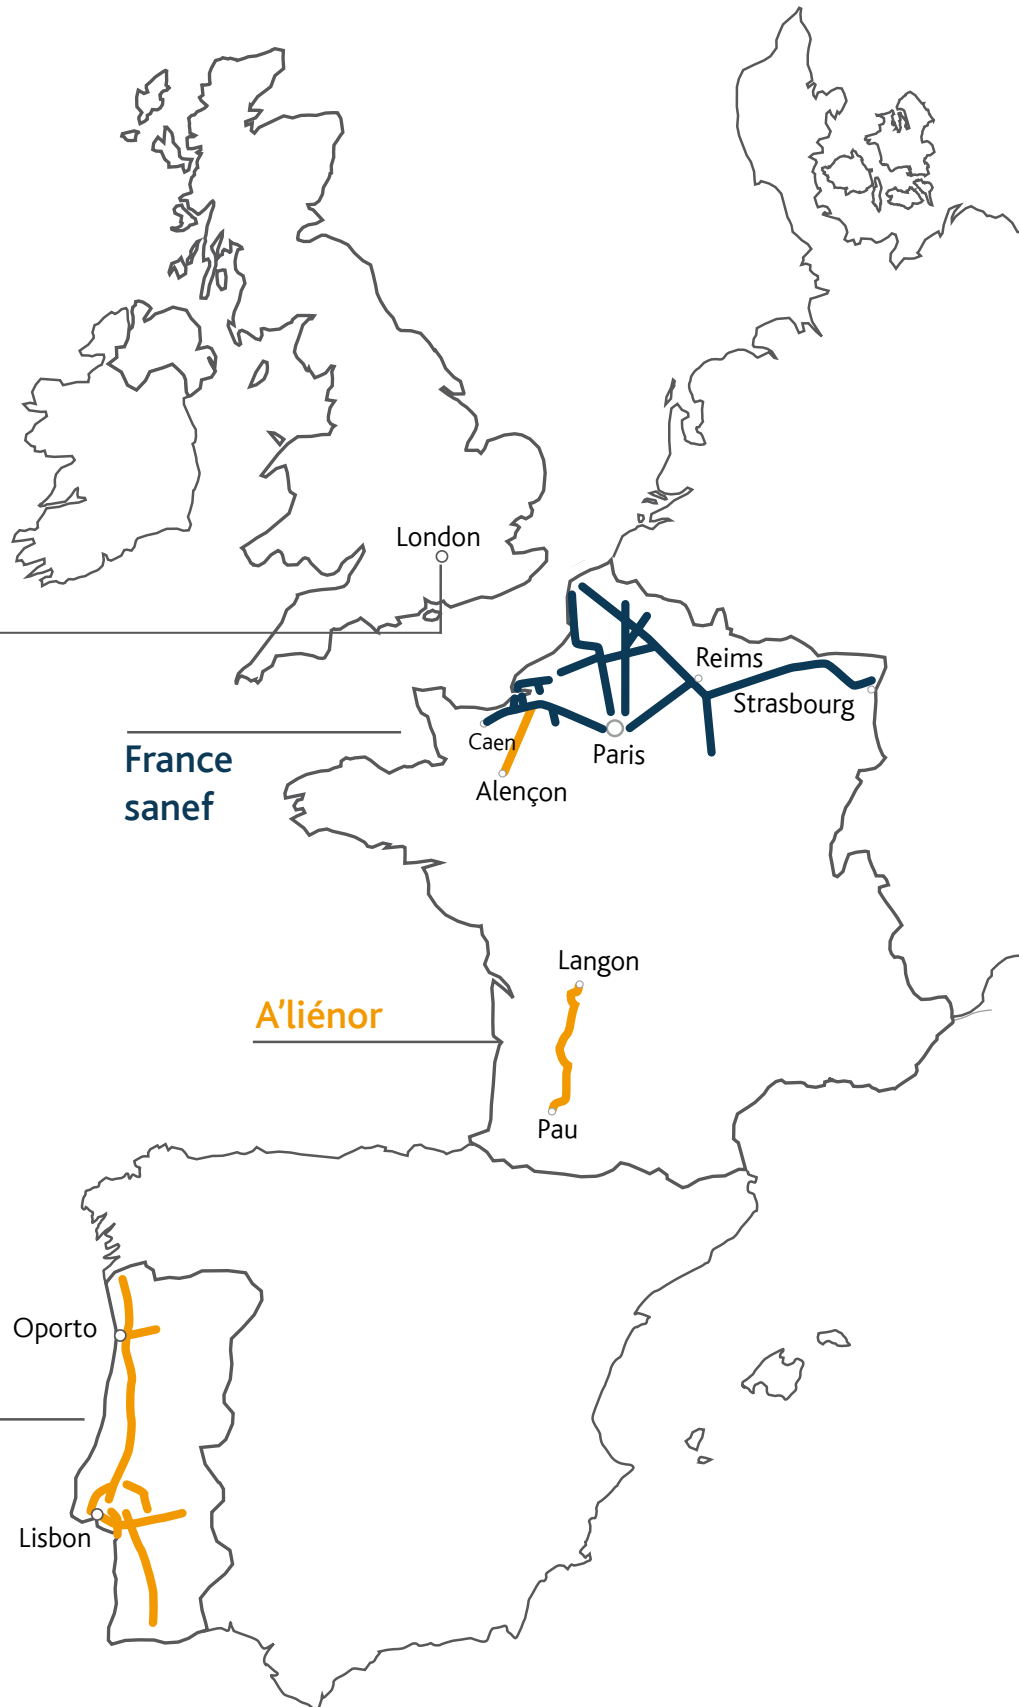 London
Reims
Strasbourg
Caen
Paris
France
sanef
Alençon
Langon
A'liénor
Pau
Oporto
Lisbon